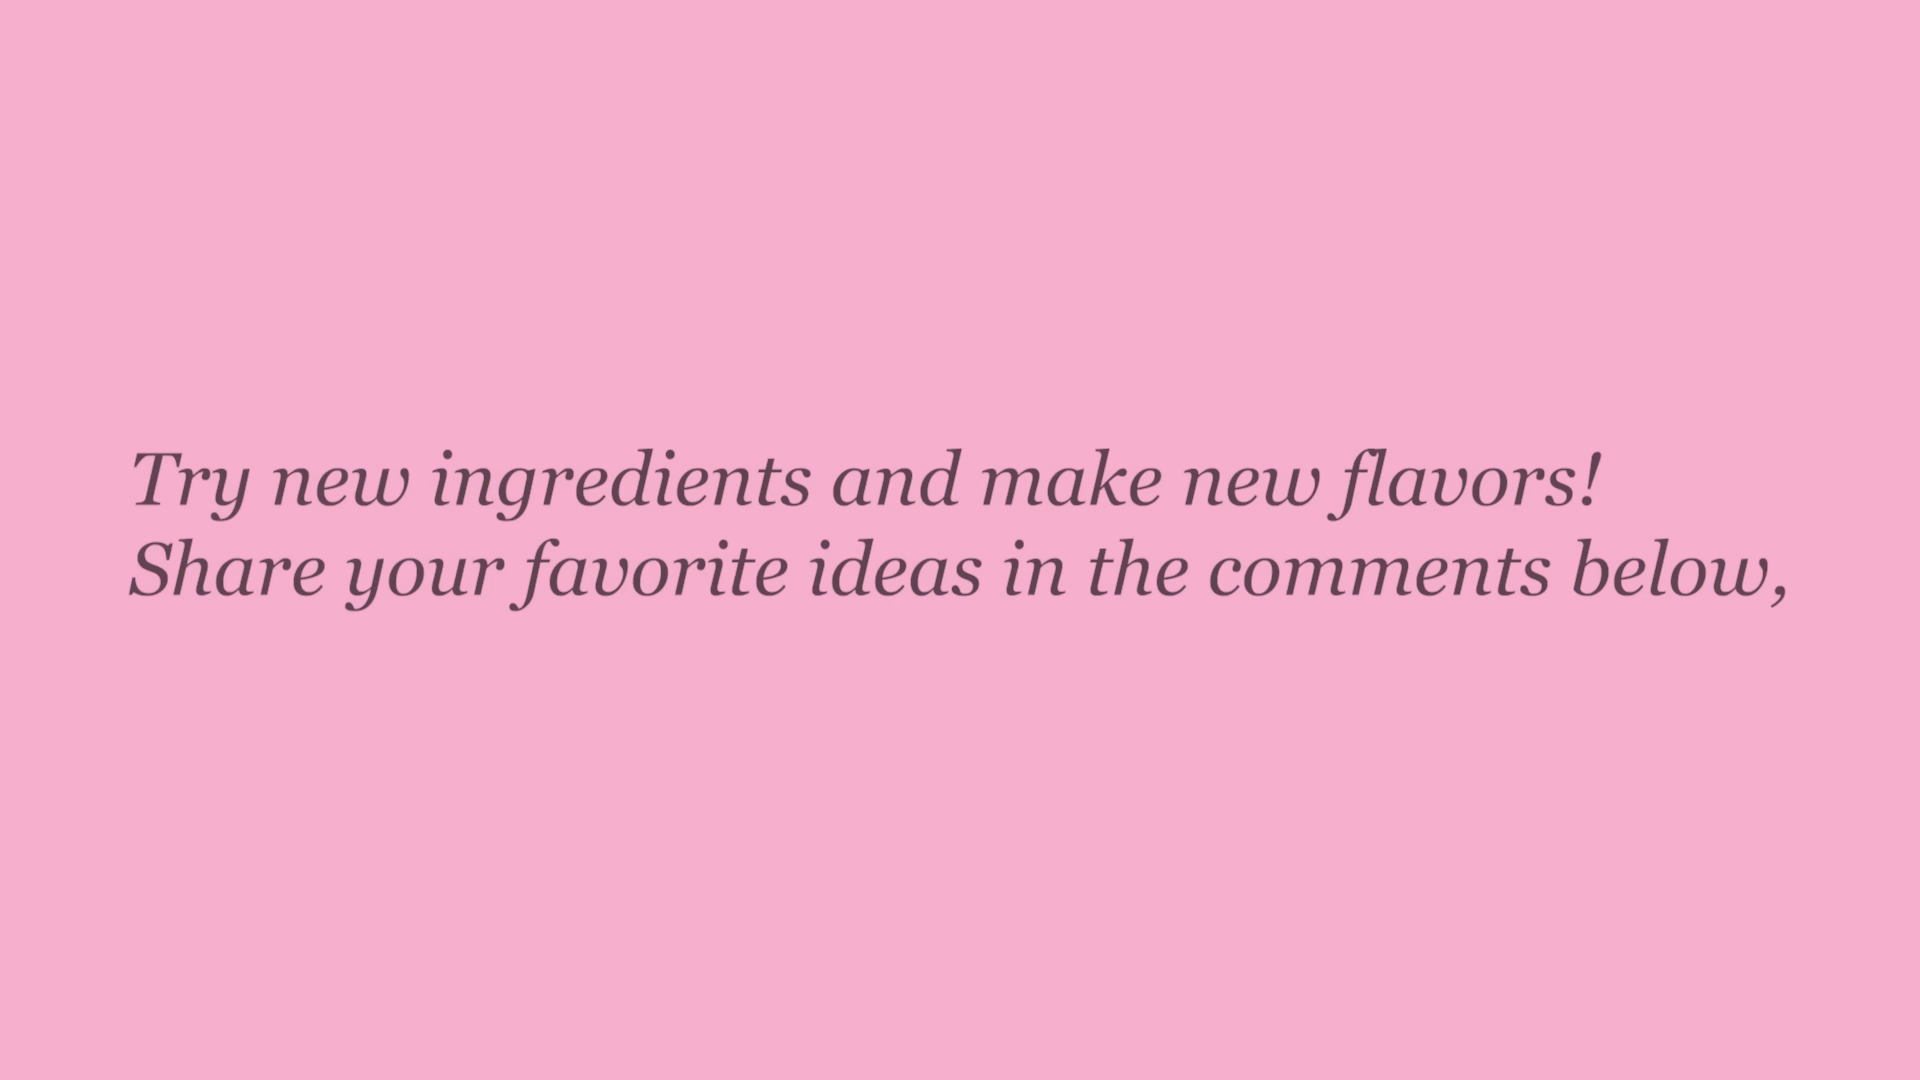 Try new ingredients and make new flavors!
Share your favorite ideas in the comments below,